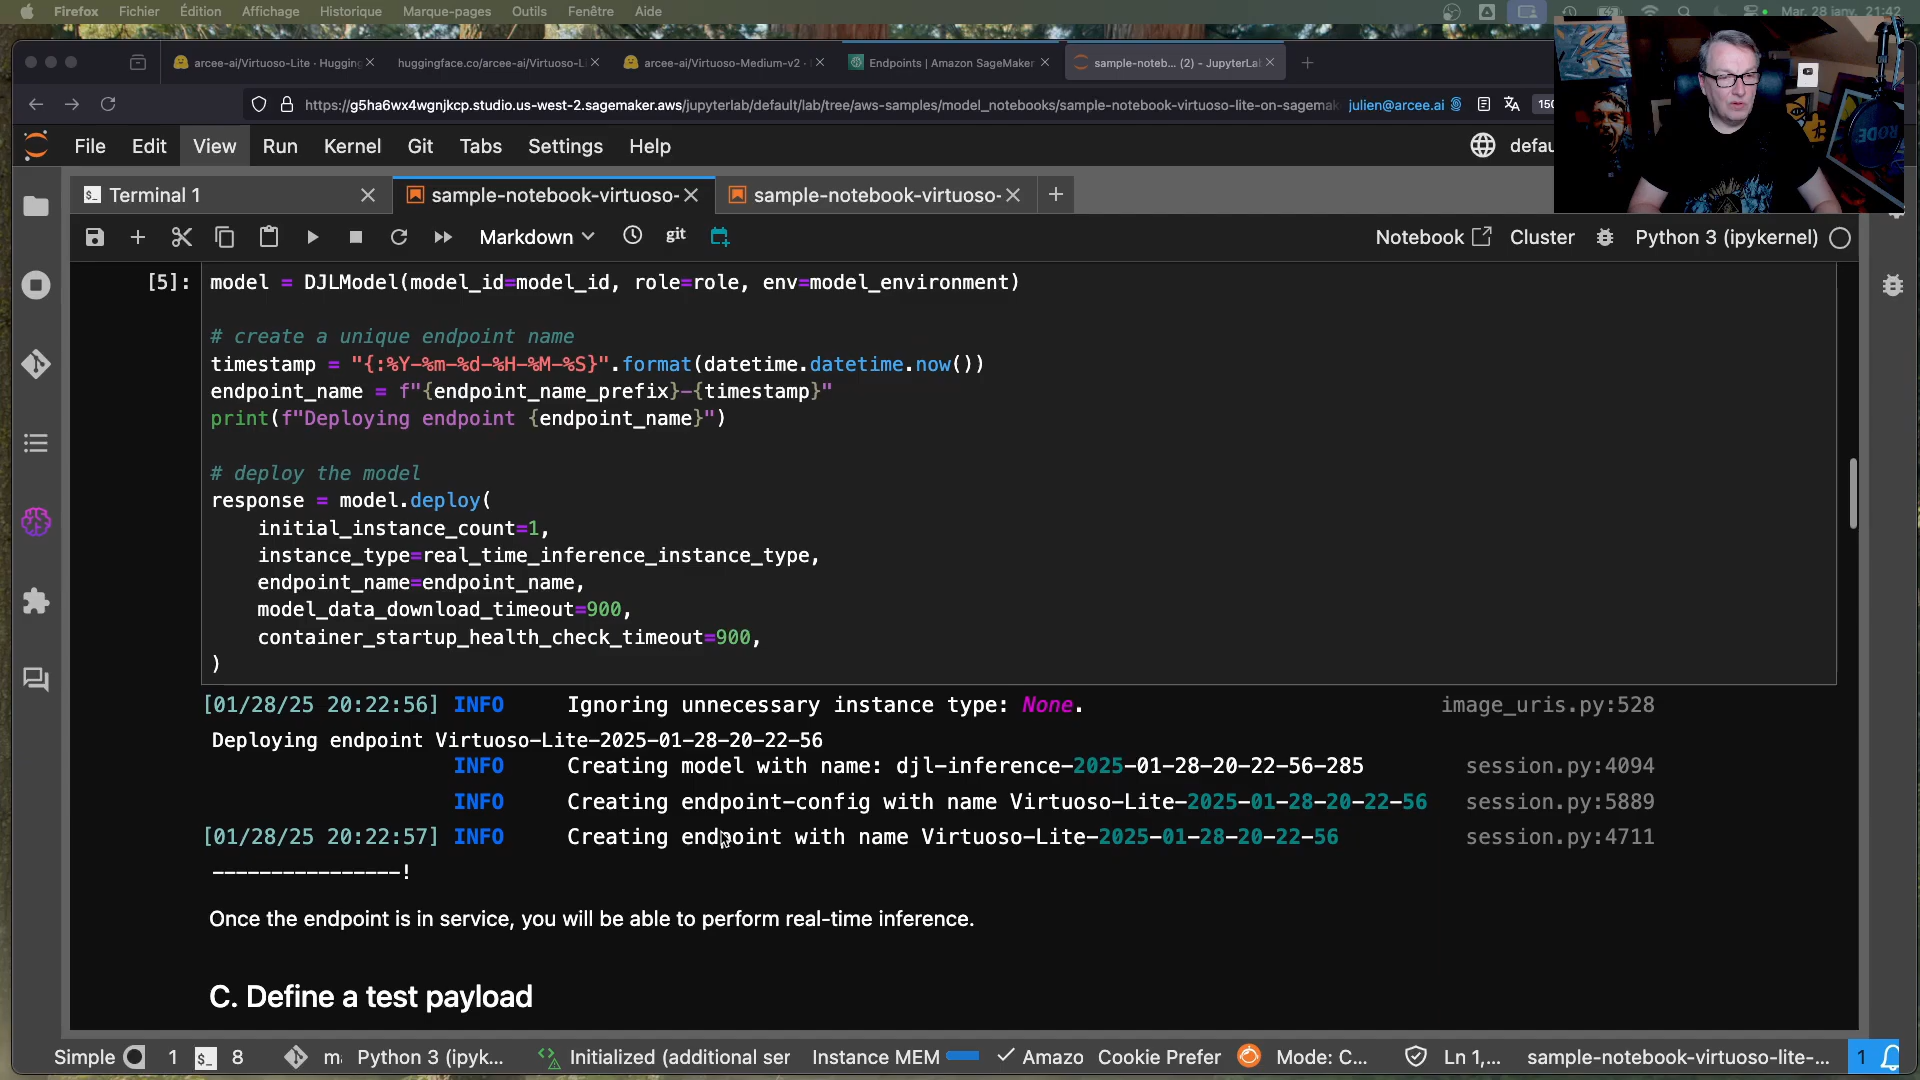 Firefox Fichier Édition Affichage Historique Marque-pages Outils Fenêtre Aide
Mar. 28 janv. 21:42
arcee-ai/Virtuoso-Lite · Hugging
huggingface.co/arcee-ai/Virtuoso-Li
arcee-ai/Virtuoso-Medium-v2 ·
Endpoints | Amazon SageMaker
sample-noteb... (2) - JupyterLa
https://g5ha6wx4wgnjkcp.studio.us-west-2.sagemaker.aws/jupyterlab/default/lab/tree/aws-samples/model_notebooks/sample-notebook-virtuoso-lite-on-sagema
julien@arcee.ai
150
RODE
File Edit View Run Kernel Git Tabs Settings Help
defau
Terminal 1
sample-notebook-virtuoso-
sample-notebook-virtuoso-
Markdown
git
Notebook
Cluster
Python 3 (ipykernel)
[5]:
model = DJLModel(model_id=model_id, role=role, env=model_environment)
# create a unique endpoint name
timestamp = "{:%Y-%m-%d-%H-%M-%S}".format(datetime.datetime.now())
endpoint_name = f"{endpoint_name_prefix}-{timestamp}"
print(f"Deploying endpoint {endpoint_name}")
# deploy the model
response = model.deploy(
initial_instance_count=1,
instance_type=real_time_inference_instance_type,
endpoint_name=endpoint_name,
model_data_download_timeout=900,
container_startup_health_check_timeout=900,
)
[01/28/25 20:22:56] INFO Ignoring unnecessary instance type: None. image_uris.py:528
Deploying endpoint Virtuoso-Lite-2025-01-28-20-22-56
INFO Creating model with name: djl-inference-2025-01-28-20-22-56-285 session.py:4094
INFO Creating endpoint-config with name Virtuoso-Lite-2025-01-28-20-22-56 session.py:5889
[01/28/25 20:22:57] INFO Creating endpoint with name Virtuoso-Lite-2025-01-28-20-22-56 session.py:4711
----------------!
Once the endpoint is in service, you will be able to perform real-time inference.
C. Define a test payload
Simple 1 8 Python 3 (ipyk... Initialized (additional ser Instance MEM Amazo Cookie Prefer Mode: C... Ln 1,... sample-notebook-virtuoso-lite-... 1